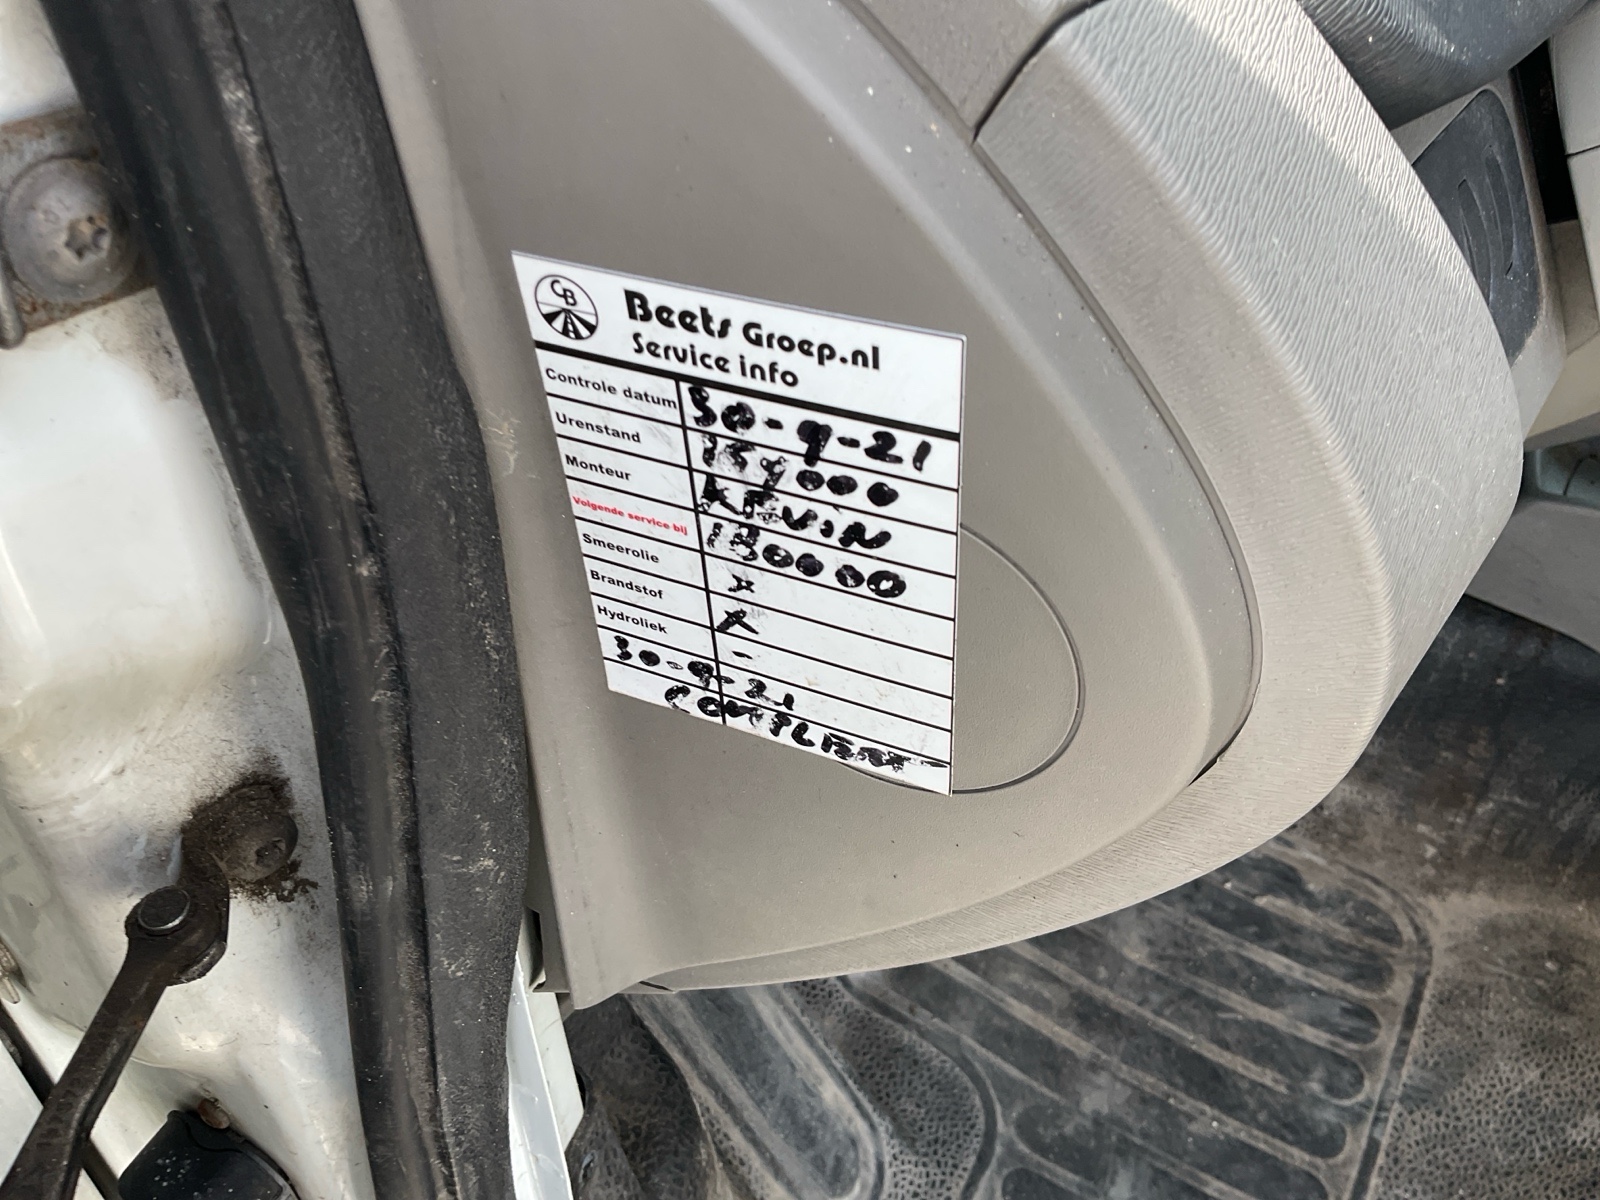 CB
Beets Groep.nl
Service info
Controle datum 30-9-21
Urenstand
Monteur KEVIN
Volgende service bij 180000
Smeerolie x
Brandstof x
Hydroliek -
30-9-21
COMPLEET